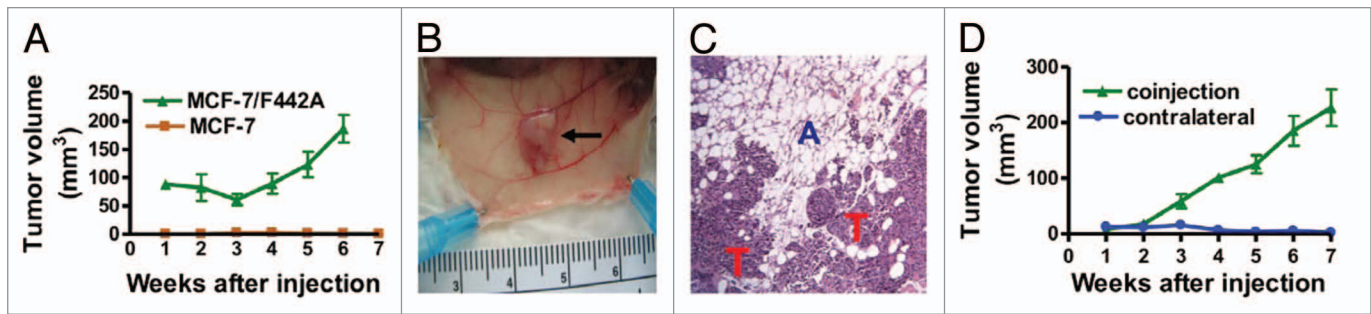 A
Tumor volume
(mm³)
250
200
150
100
50
0
MCF-7/F442A
MCF-7
0 1 2 3 4 5 6 7
Weeks after injection
B
3 4 5 6
C
A
T
T
D
Tumor volume
(mm³)
300
200
100
0
coinjection
contralateral
0 1 2 3 4 5 6 7
Weeks after injection